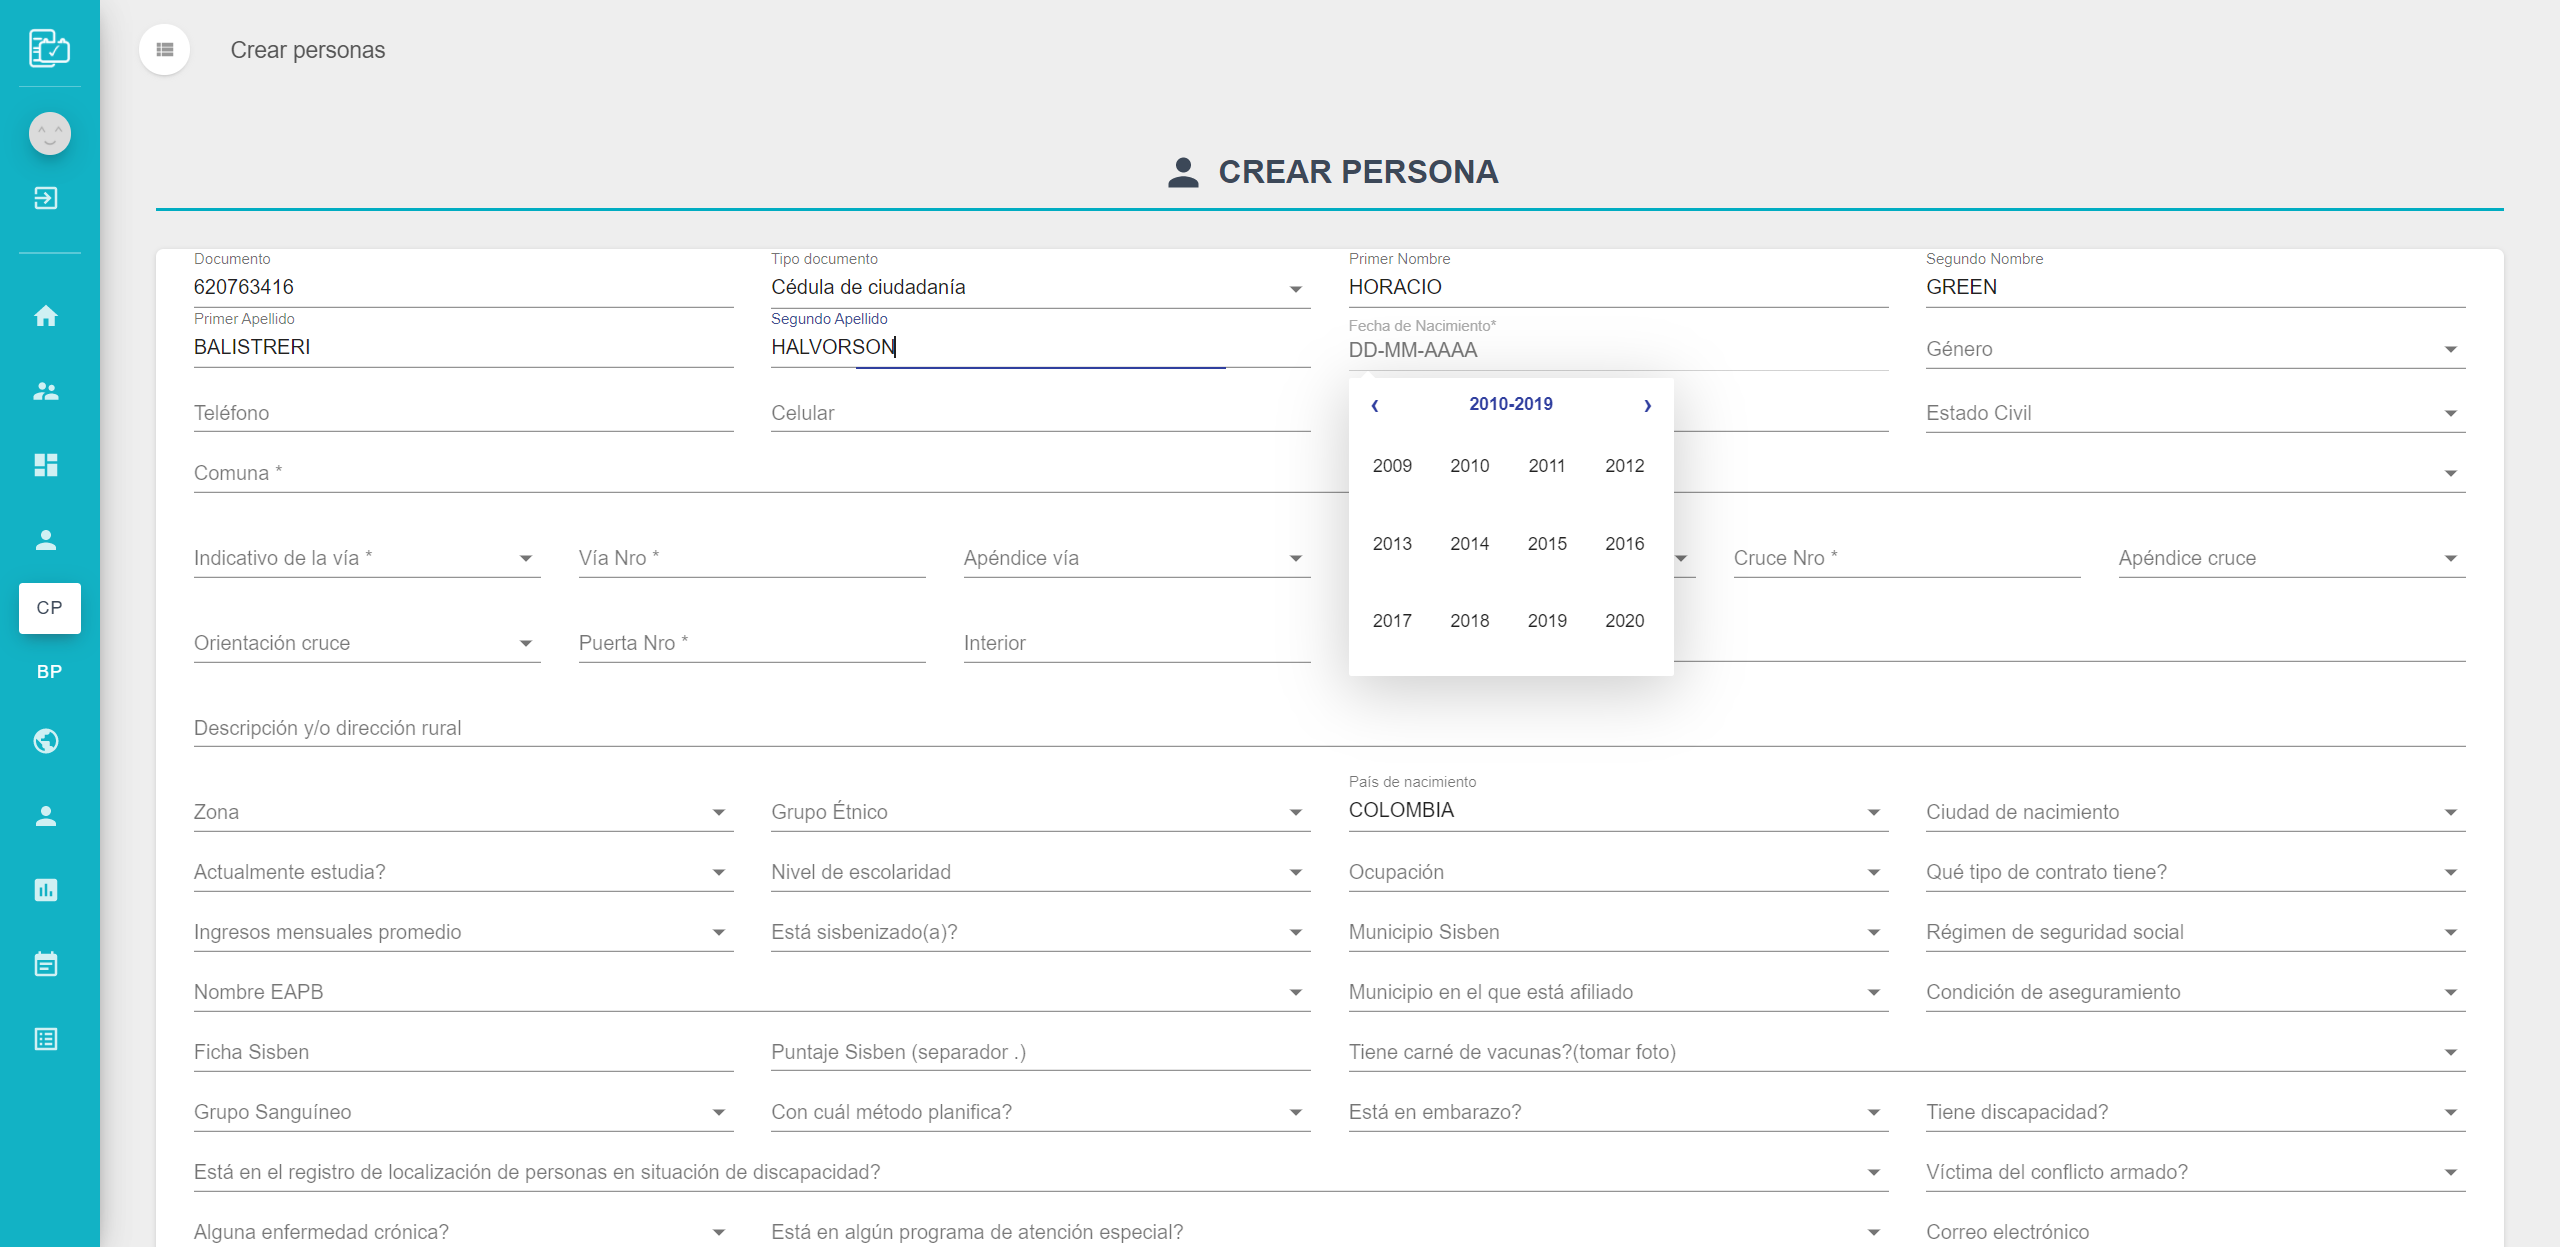 Crear personas
CREAR PERSONA
Documento
620763416
Tipo documento
Cédula de ciudadanía
Primer Nombre
HORACIO
Segundo Nombre
GREEN
Primer Apellido
BALISTRERI
Segundo Apellido
HALVORSON
Fecha de Nacimiento*
DD-MM-AAAA
Género
Teléfono
Celular
Estado Civil
‹ 2010-2019 ›
2009 2010 2011 2012
2013 2014 2015 2016
2017 2018 2019 2020
Comuna *
Indicativo de la vía *
Vía Nro *
Apéndice vía
Cruce Nro *
Apéndice cruce
Orientación cruce
Puerta Nro *
Interior
Descripción y/o dirección rural
Zona
Grupo Étnico
País de nacimiento
COLOMBIA
Ciudad de nacimiento
Actualmente estudia?
Nivel de escolaridad
Ocupación
Qué tipo de contrato tiene?
Ingresos mensuales promedio
Está sisbenizado(a)?
Municipio Sisben
Régimen de seguridad social
Nombre EAPB
Municipio en el que está afiliado
Condición de aseguramiento
Ficha Sisben
Puntaje Sisben (separador .)
Tiene carné de vacunas?(tomar foto)
Grupo Sanguíneo
Con cuál método planifica?
Está en embarazo?
Tiene discapacidad?
Está en el registro de localización de personas en situación de discapacidad?
Víctima del conflicto armado?
Alguna enfermedad crónica?
Está en algún programa de atención especial?
Correo electrónico
CP
BP